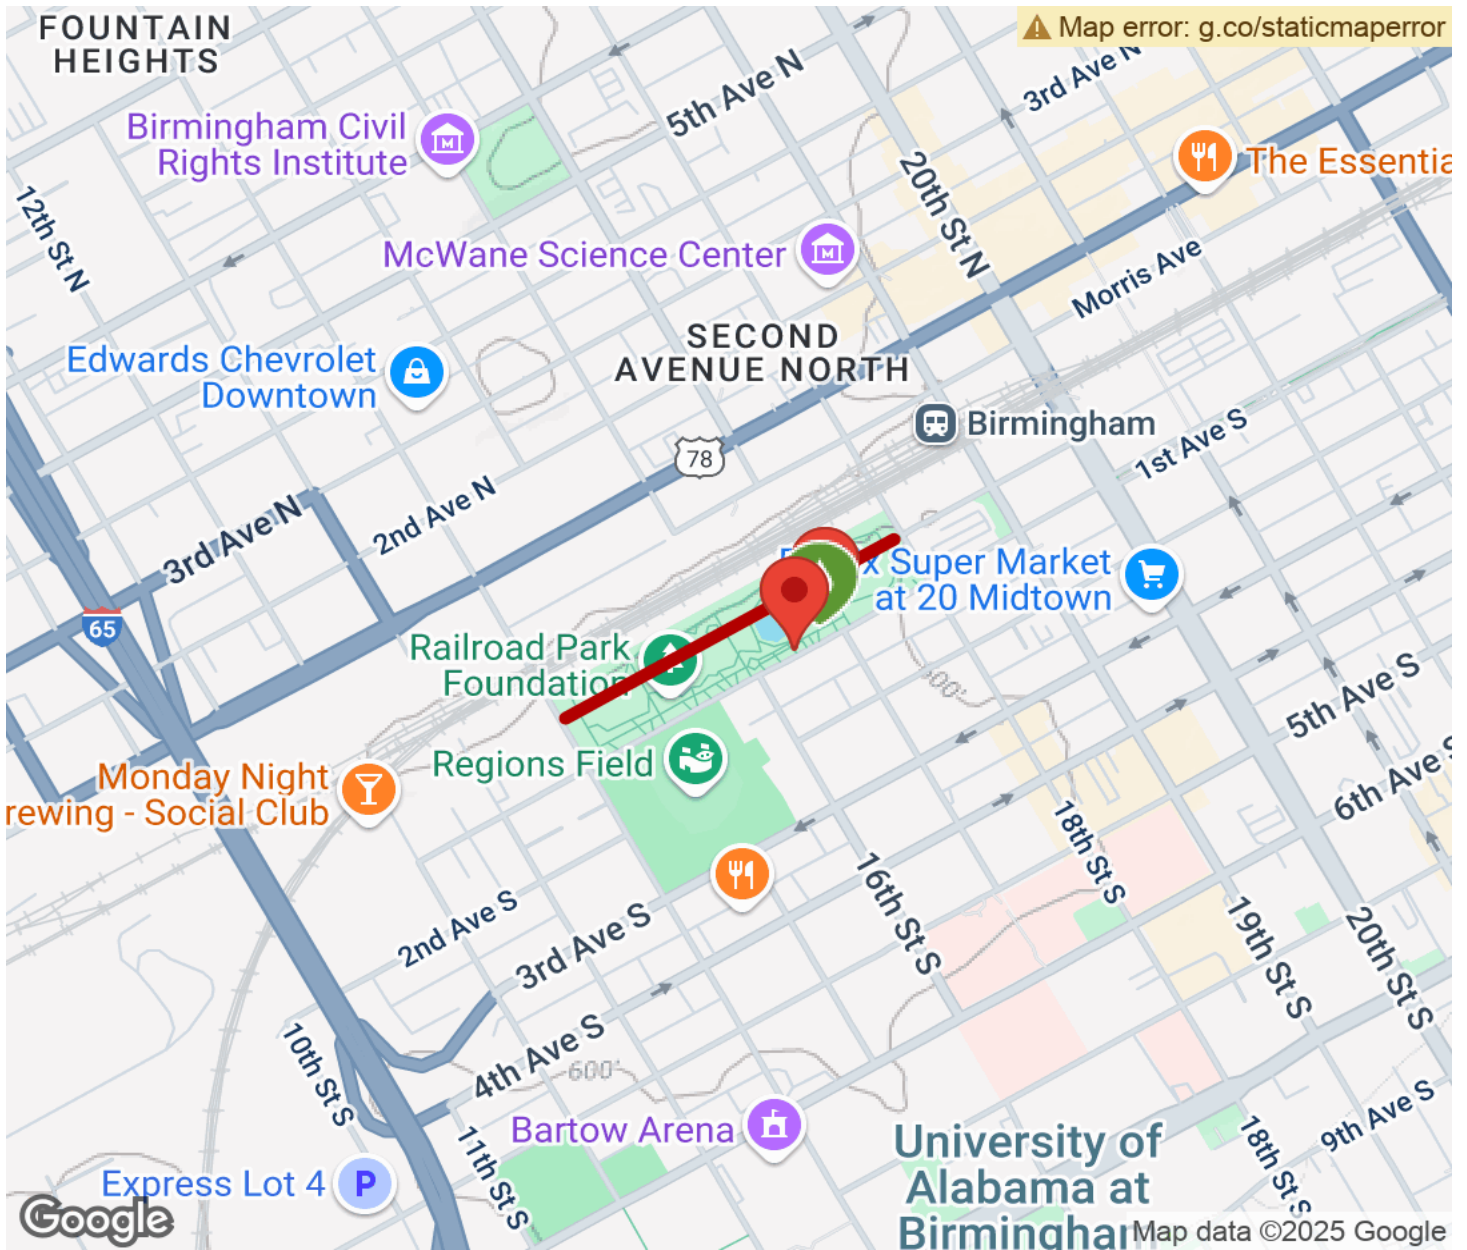 FOUNTAIN
HEIGHTS
Map error: g.co/staticmaperror
3rd Ave N
5th Ave N
Birmingham Civil
Rights Institute
20th St N
The Essentia
12th St N
McWane Science Center
Morris Ave
SECOND
AVENUE NORTH
Edwards Chevrolet
Downtown
Birmingham
78
1st Ave S
2nd Ave N
3rd Ave N
x Super Market
at 20 Midtown
65
Railroad Park
Foundation
600'
5th Ave S
Regions Field
6th Ave S
Monday Night
rewing - Social Club
18th St S
16th St S
2nd Ave S
3rd Ave S
19th St S
20th St S
10th St S
4th Ave S
600'
11th St S
Bartow Arena
University of
Alabama at
Birmingham
9th Ave S
18th St S
Express Lot 4
P
Google
Map data ©2025 Google